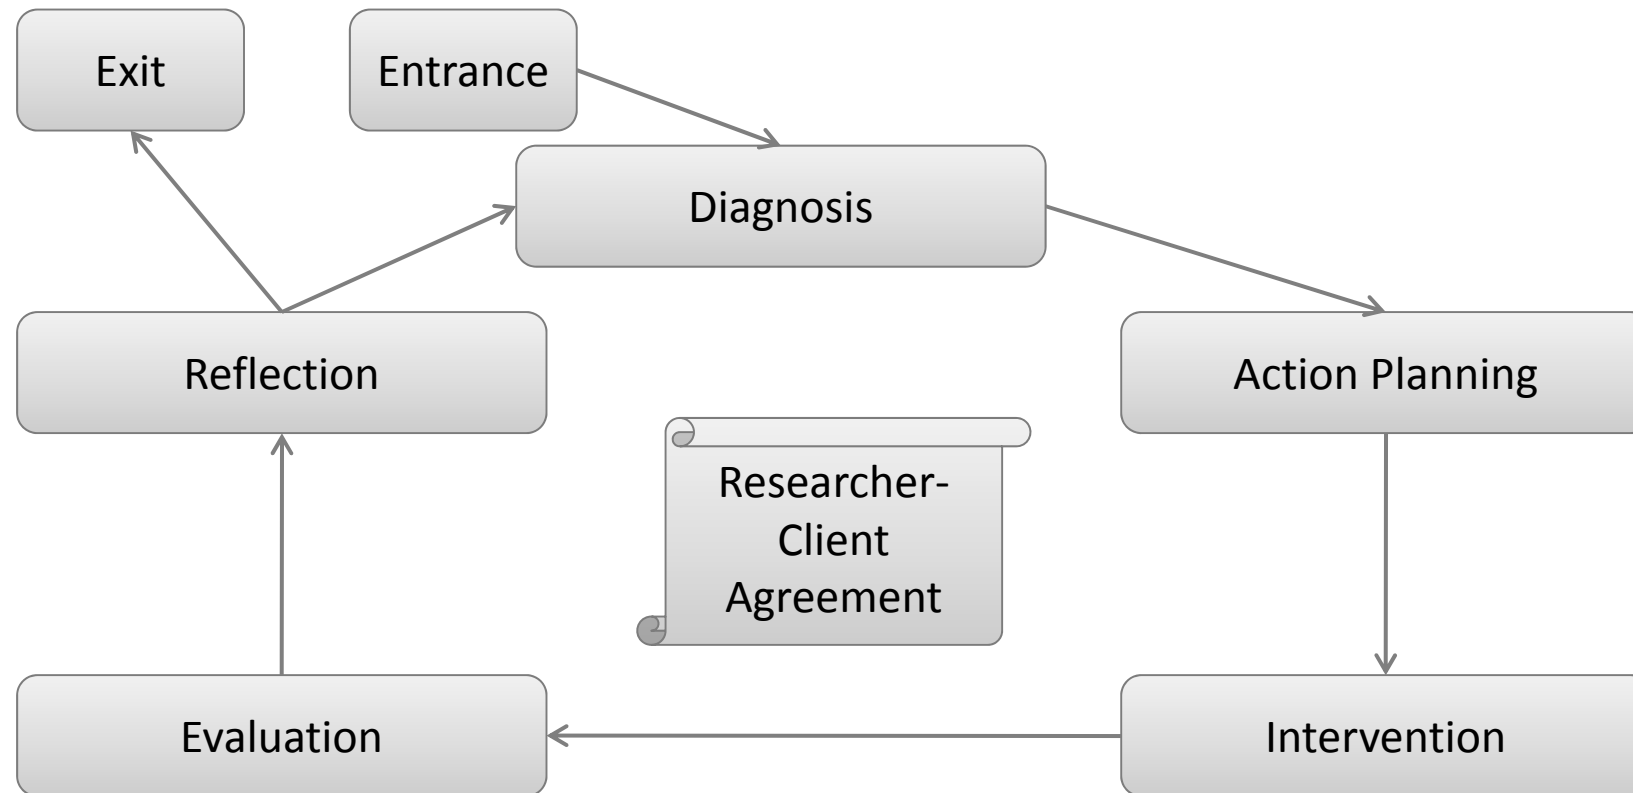 Exit
Entrance
Diagnosis
Reflection
Action Planning
Researcher-
Client
Agreement
Evaluation
Intervention